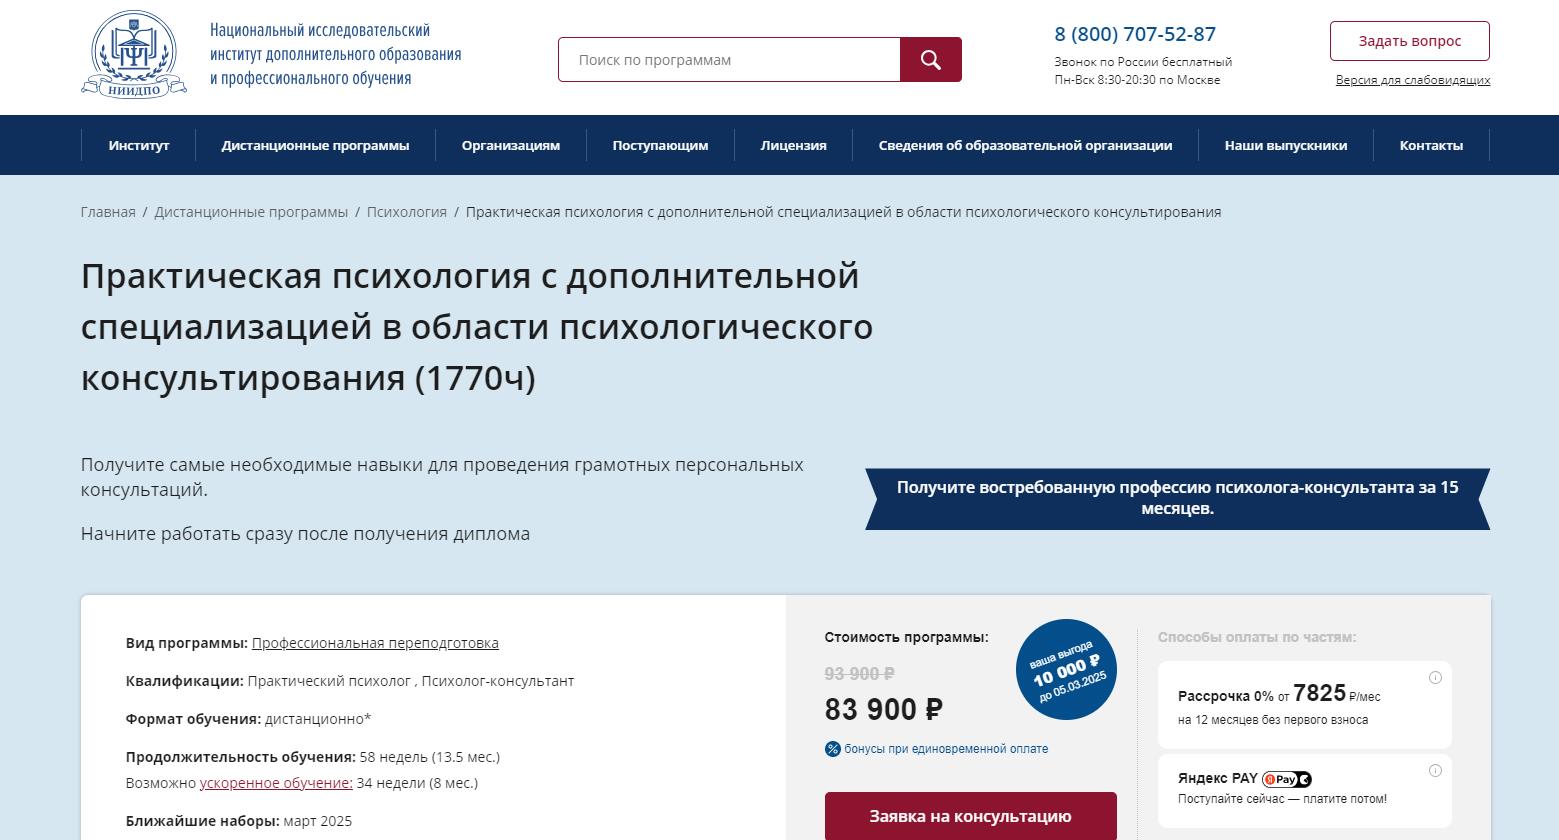 НИИДПО
Национальный исследовательский
институт дополнительного образования
и профессионального обучения
Поиск по программам
8 (800) 707-52-87
Звонок по России бесплатный
Пн-Вск 8:30-20:30 по Москве
Задать вопрос
Версия для слабовидящих
Институт
Дистанционные программы
Организациям
Поступающим
Лицензия
Сведения об образовательной организации
Наши выпускники
Контакты
Главная / Дистанционные программы / Психология / Практическая психология с дополнительной специализацией в области психологического консультирования
Практическая психология с дополнительной
специализацией в области психологического
консультирования (1770ч)
Получите самые необходимые навыки для проведения грамотных персональных
консультаций.
Начните работать сразу после получения диплома
Получите востребованную профессию психолога-консультанта за 15
месяцев.
Вид программы: Профессиональная переподготовка
Квалификации: Практический психолог , Психолог-консультант
Формат обучения: дистанционно*
Продолжительность обучения: 58 недель (13.5 мес.)
Возможно ускоренное обучение: 34 недели (8 мес.)
Ближайшие наборы: март 2025
Стоимость программы:
93 900 ₽
83 900 ₽
ваша выгода
10 000 ₽
до 05.03.2025
% бонусы при единовременной оплате
Заявка на консультацию
Способы оплаты по частям:
Рассрочка 0% от 7825 ₽/мес
на 12 месяцев без первого взноса
Яндекс PAY Я Pay
Поступайте сейчас — платите потом!